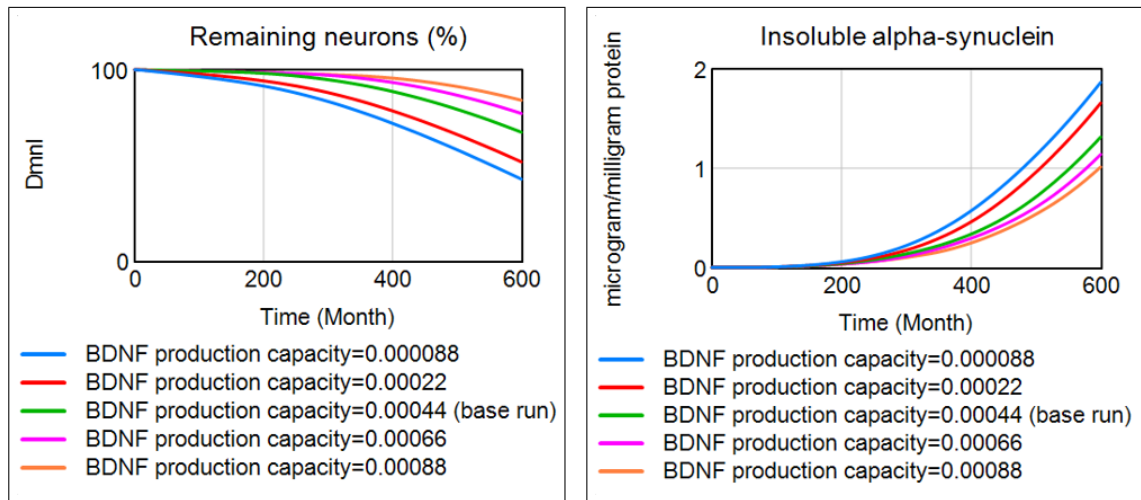 Remaining neurons (%)
100
Dmnl
0
0
200
400
600
Time (Month)
BDNF production capacity=0.000088
BDNF production capacity=0.00022
BDNF production capacity=0.00044 (base run)
BDNF production capacity=0.00066
BDNF production capacity=0.00088
Insoluble alpha-synuclein
microgram/milligram protein
2
1
0
0
200
400
600
Time (Month)
BDNF production capacity=0.000088
BDNF production capacity=0.00022
BDNF production capacity=0.00044 (base run)
BDNF production capacity=0.00066
BDNF production capacity=0.00088